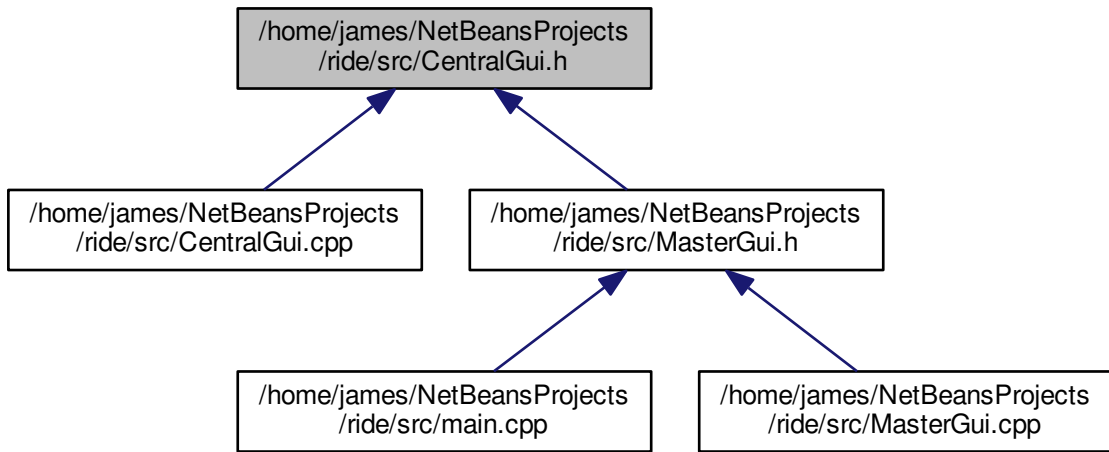 /home/james/NetBeansProjects
/ride/src/CentralGui.h
/home/james/NetBeansProjects
/ride/src/CentralGui.cpp
/home/james/NetBeansProjects
/ride/src/MasterGui.h
/home/james/NetBeansProjects
/ride/src/main.cpp
/home/james/NetBeansProjects
/ride/src/MasterGui.cpp